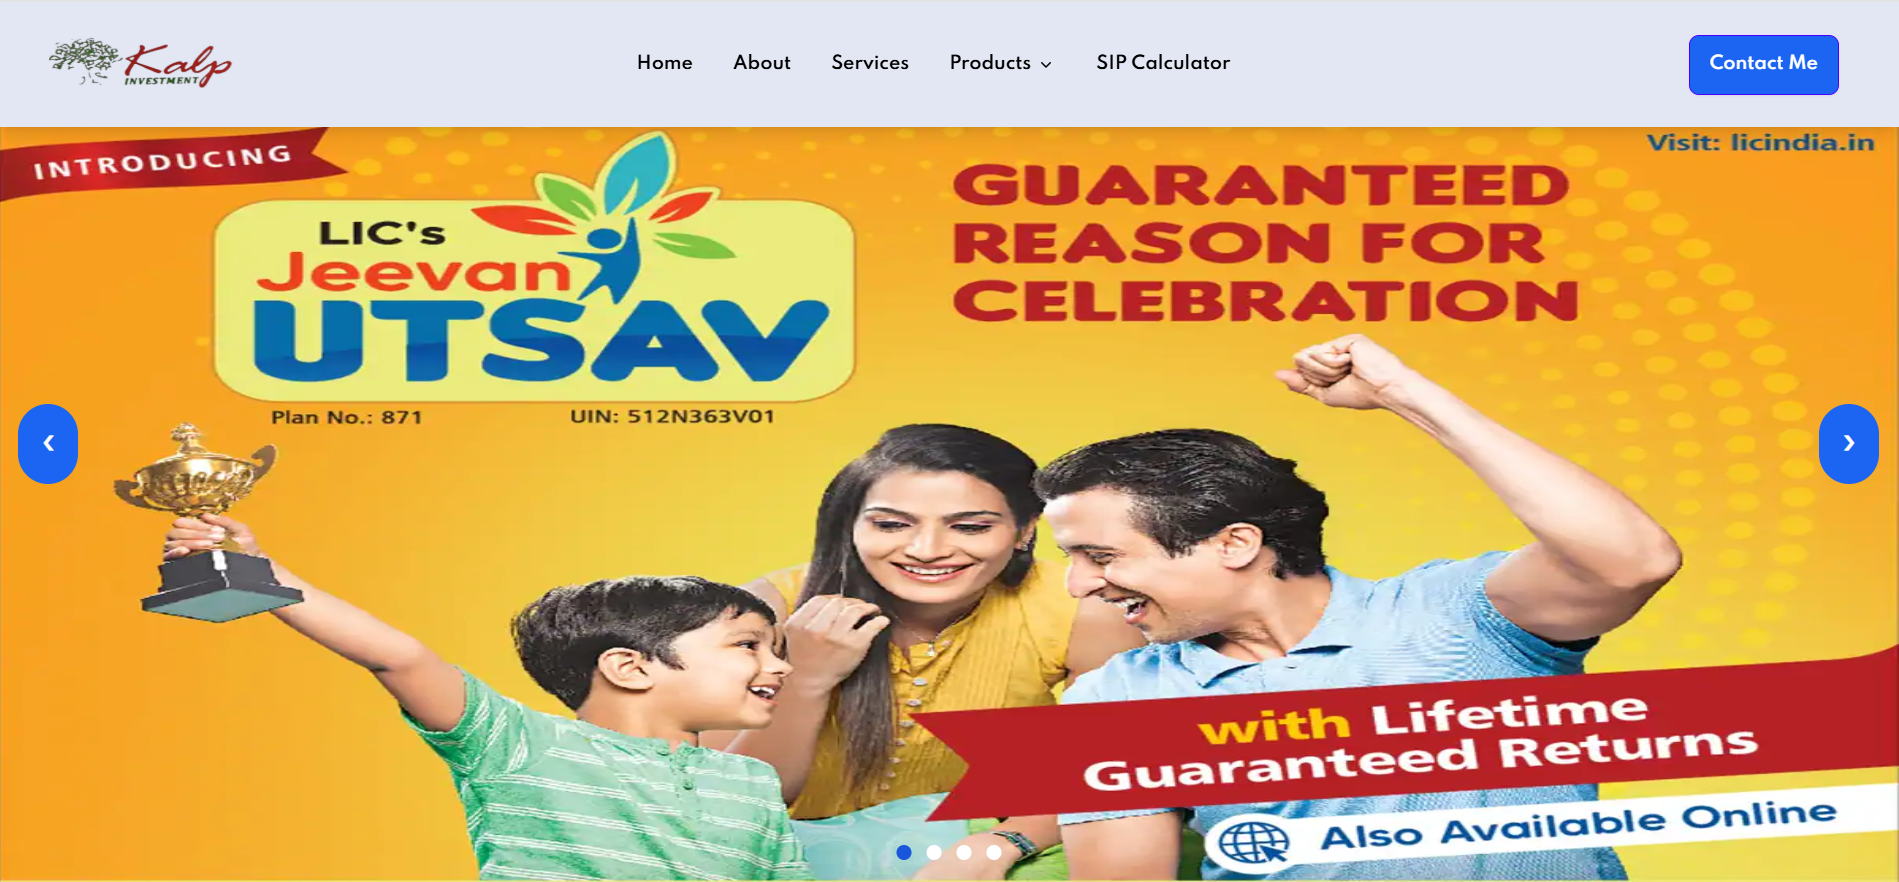 Kalp
INVESTMENT
Home About Services Products SIP Calculator
Contact Me
INTRODUCING
Visit: licindia.in
LIC's
Jeevan
UTSAV
Plan No.: 871 UIN: 512N363V01
GUARANTEED
REASON FOR
CELEBRATION
with Lifetime
Guaranteed Returns
Also Available Online